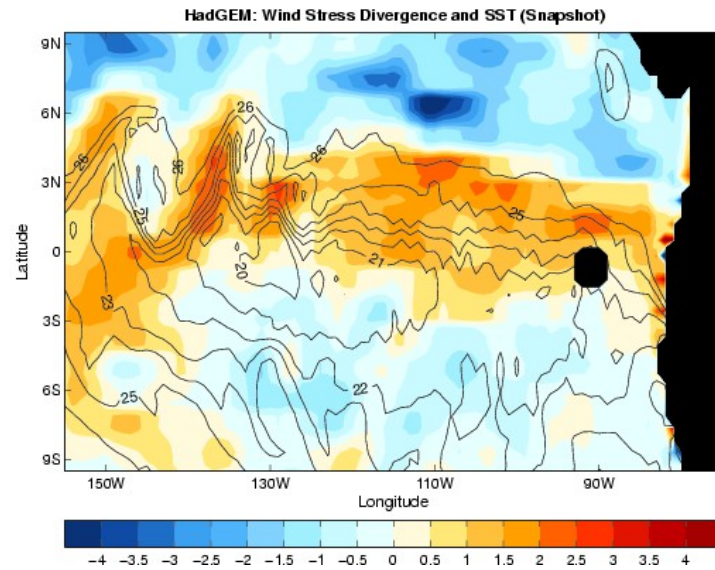 HadGEM: Wind Stress Divergence and SST (Snapshot)
9N
6N
3N
0
3S
6S
9S
Latitude
26
26
26
26
25
25
21
20
23
22
25
150W 130W 110W 90W
Longitude
−4 −3.5 −3 −2.5 −2 −1.5 −1 −0.5 0 0.5 1 1.5 2 2.5 3 3.5 4